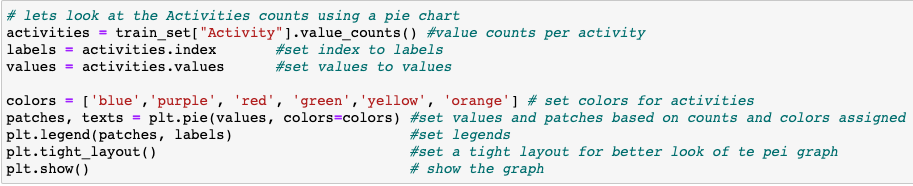 # lets look at the Activities counts using a pie chart
activities = train_set["Activity"].value_counts() #value counts per activity
labels = activities.index       #set index to labels
values = activities.values      #set values to values

colors = ['blue','purple', 'red', 'green','yellow', 'orange'] # set colors for activities
patches, texts = plt.pie(values, colors=colors) #set values and patches based on counts and colors assigned
plt.legend(patches, labels)                     #set legends
plt.tight_layout()                              #set a tight layout for better look of te pei graph
plt.show()                                      # show the graph